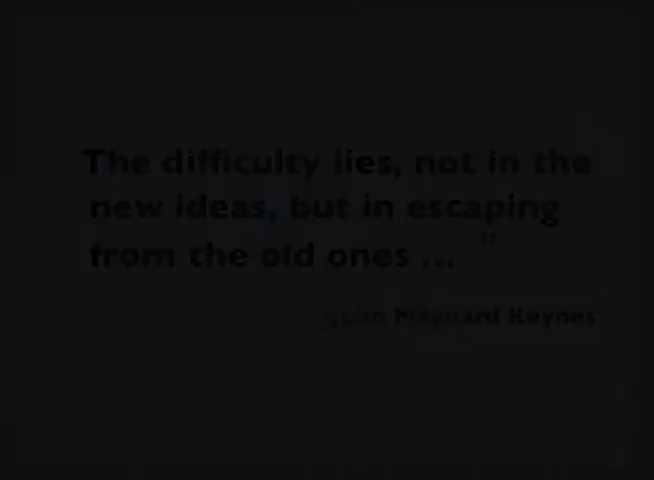 The difficulty lies, not in the
new ideas, but in escaping
from the old ones ... "
John Maynard Keynes